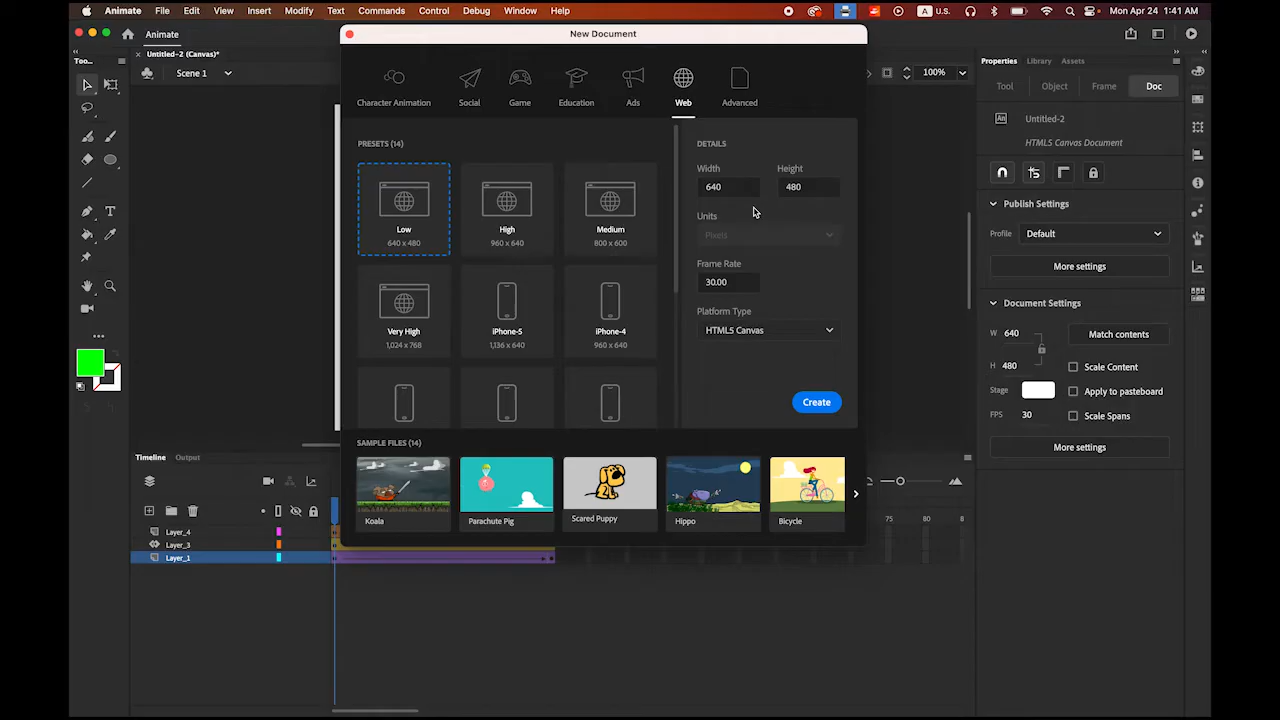 Animate File Edit View Insert Modify Text Commands Control Debug Window Help A U.S. Mon Apr 24 1:41 AM
Animate New Document
Too... Untitled-2 (Canvas)* Properties Library Assets
Scene 1 100%
Character Animation Social Game Education Ads Web Advanced Tool Object Frame Doc
An Untitled-2
PRESETS (14) DETAILS HTML5 Canvas Document
Width Height
640 480
Low High Medium Units Publish Settings
640 x 480 960 x 640 800 x 600 Pixels Profile Default
Frame Rate More settings
30.00
Very High iPhone-5 iPhone-4 Platform Type Document Settings
1,024 x 768 1,136 x 640 960 x 640 HTML5 Canvas W 640 Match contents
H 480 Scale Content
Stage Apply to pasteboard
Create FPS 30 Scale Spans
SAMPLE FILES (14) More settings
Timeline Output
Koala Parachute Pig Scared Puppy Hippo Bicycle 75 80 8
Layer_4
Layer_3
Layer_1